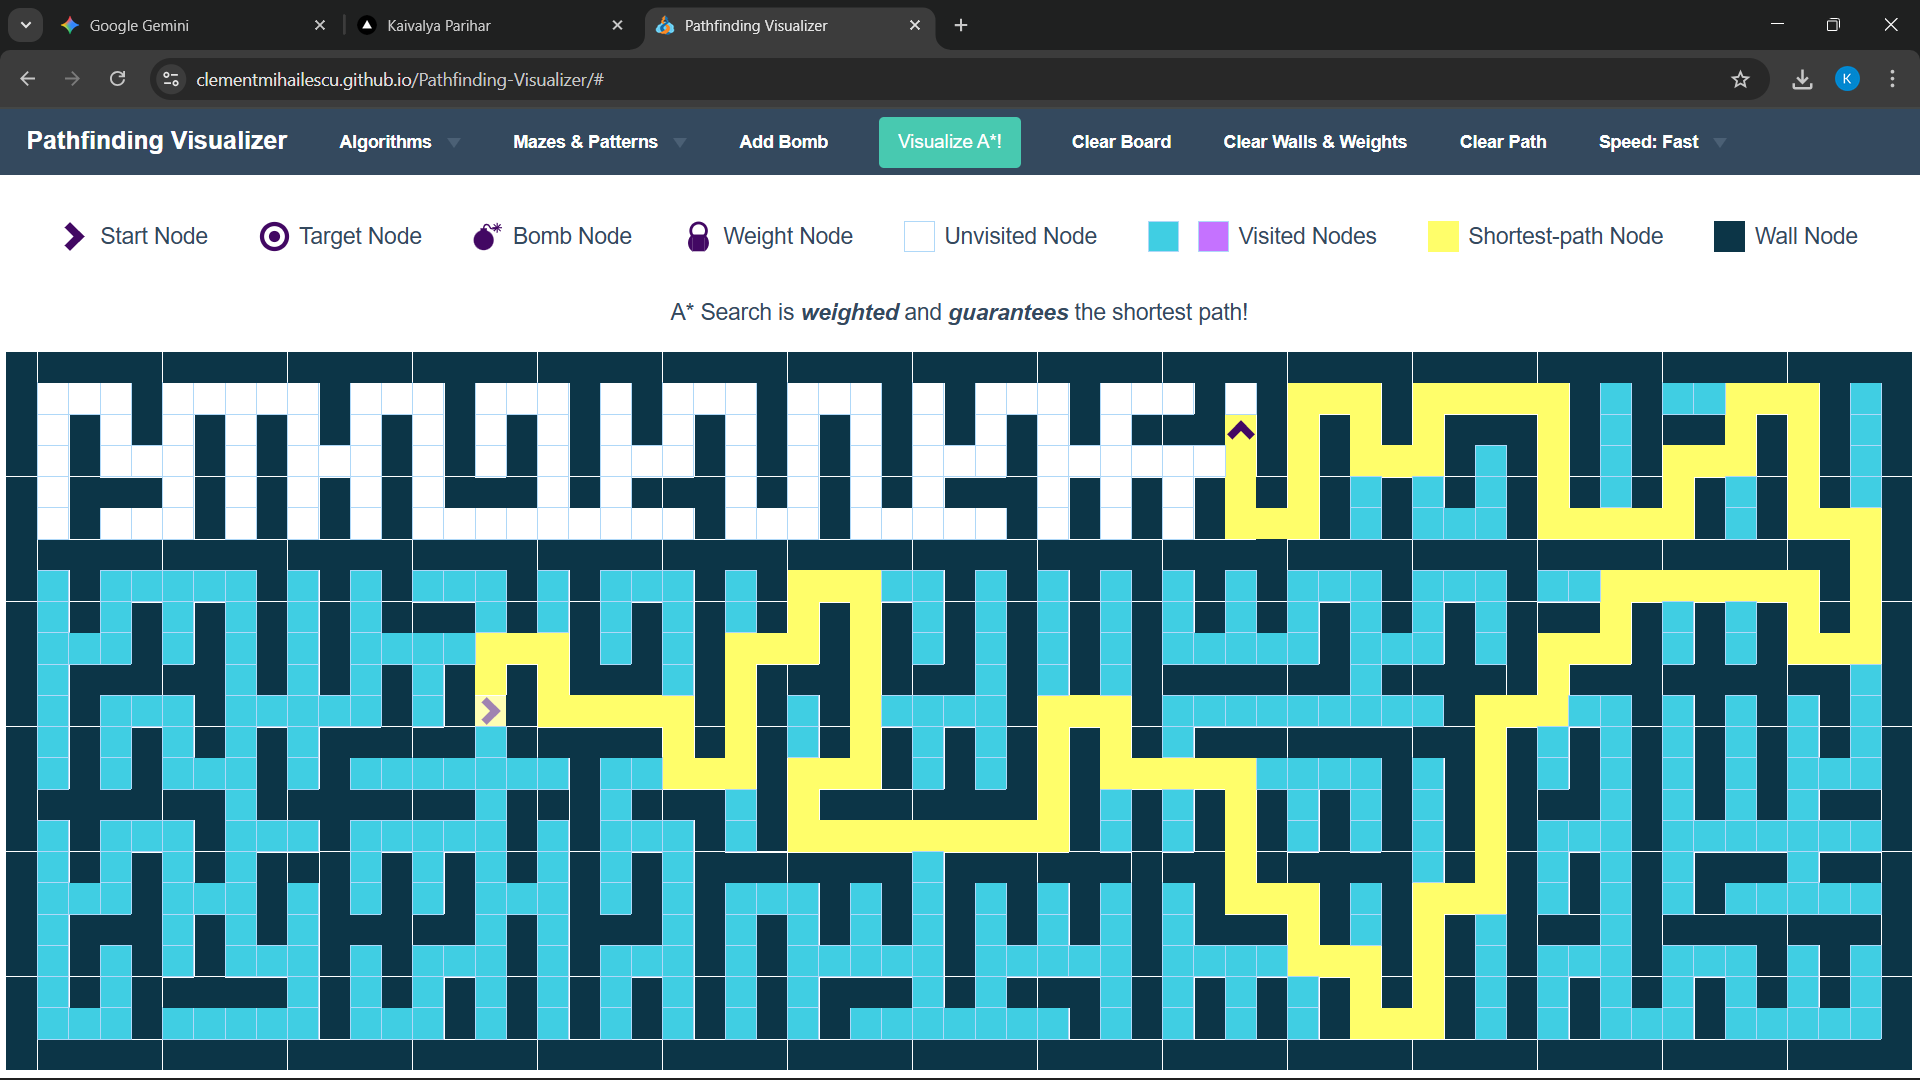 Google Gemini
Kaivalya Parihar
Pathfinding Visualizer
clementmihailescu.github.io/Pathfinding-Visualizer/#
K
Pathfinding Visualizer
Algorithms
Mazes & Patterns
Add Bomb
Visualize A*!
Clear Board
Clear Walls & Weights
Clear Path
Speed: Fast
Start Node
Target Node
Bomb Node
Weight Node
Unvisited Node
Visited Nodes
Shortest-path Node
Wall Node
A* Search is weighted and guarantees the shortest path!